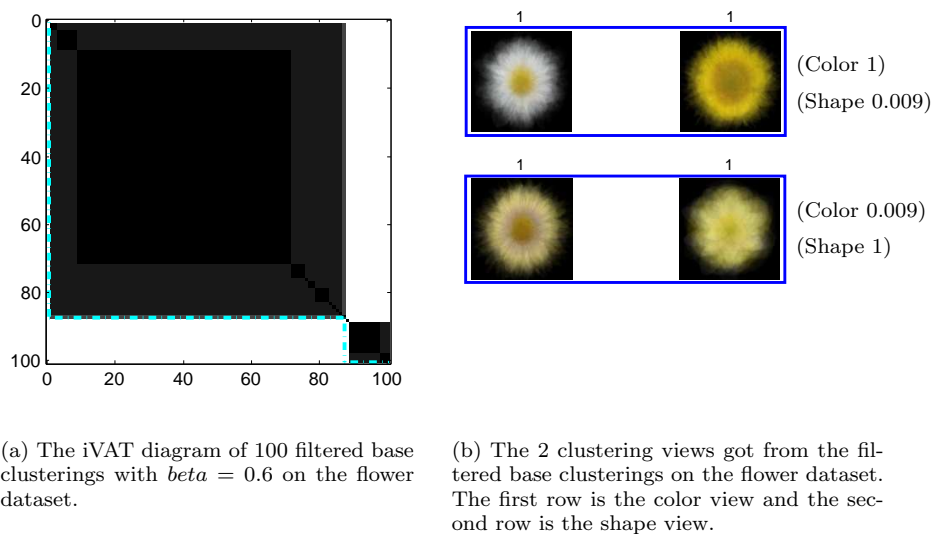 0
20
40
60
80
100
0 20 40 60 80 100
1 1
(Color 1)
(Shape 0.009)
1 1
(Color 0.009)
(Shape 1)
(a) The iVAT diagram of 100 filtered base
clusterings with beta = 0.6 on the flower
dataset.
(b) The 2 clustering views got from the fil-
tered base clusterings on the flower dataset.
The first row is the color view and the sec-
ond row is the shape view.